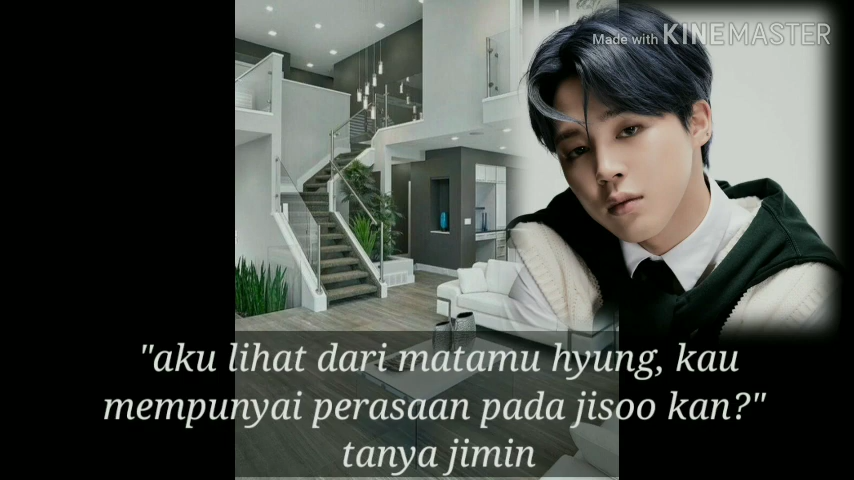 Made with KINEMASTER
"aku lihat dari matamu hyung, kau
mempunyai perasaan pada jisoo kan?"
tanya jimin